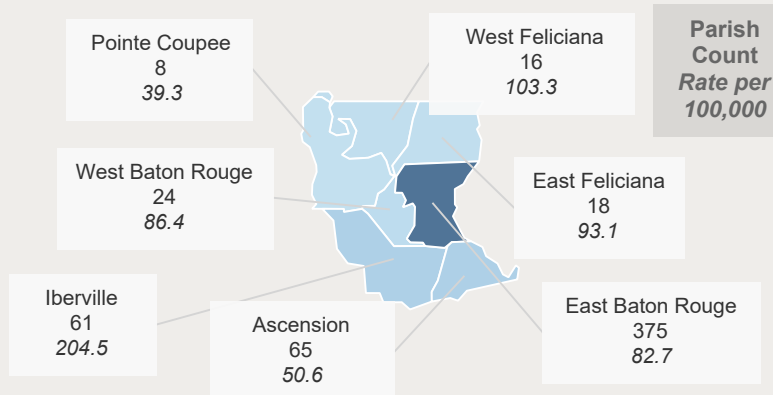 Pointe Coupee
8
39.3
West Feliciana
16
103.3
Parish
Count
Rate per
100,000
West Baton Rouge
24
86.4
East Feliciana
18
93.1
Iberville
61
204.5
Ascension
65
50.6
East Baton Rouge
375
82.7